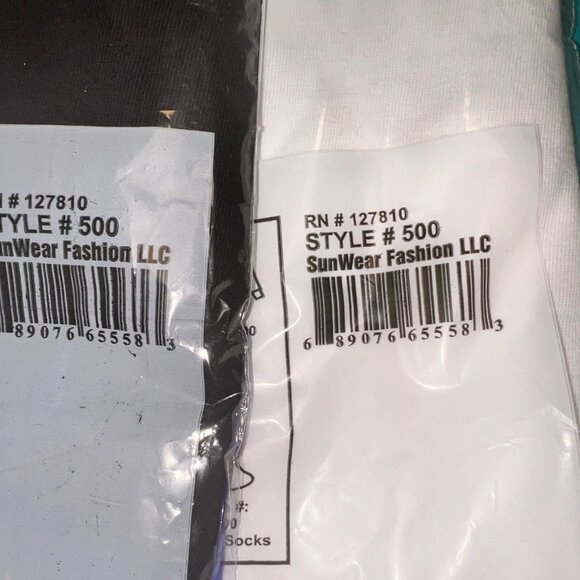 # 127810
STYLE # 500
SunWear Fashion LLC
89076 65558 3
RN # 127810
STYLE # 500
SunWear Fashion LLC
6 89076 65558 3
#:
Socks